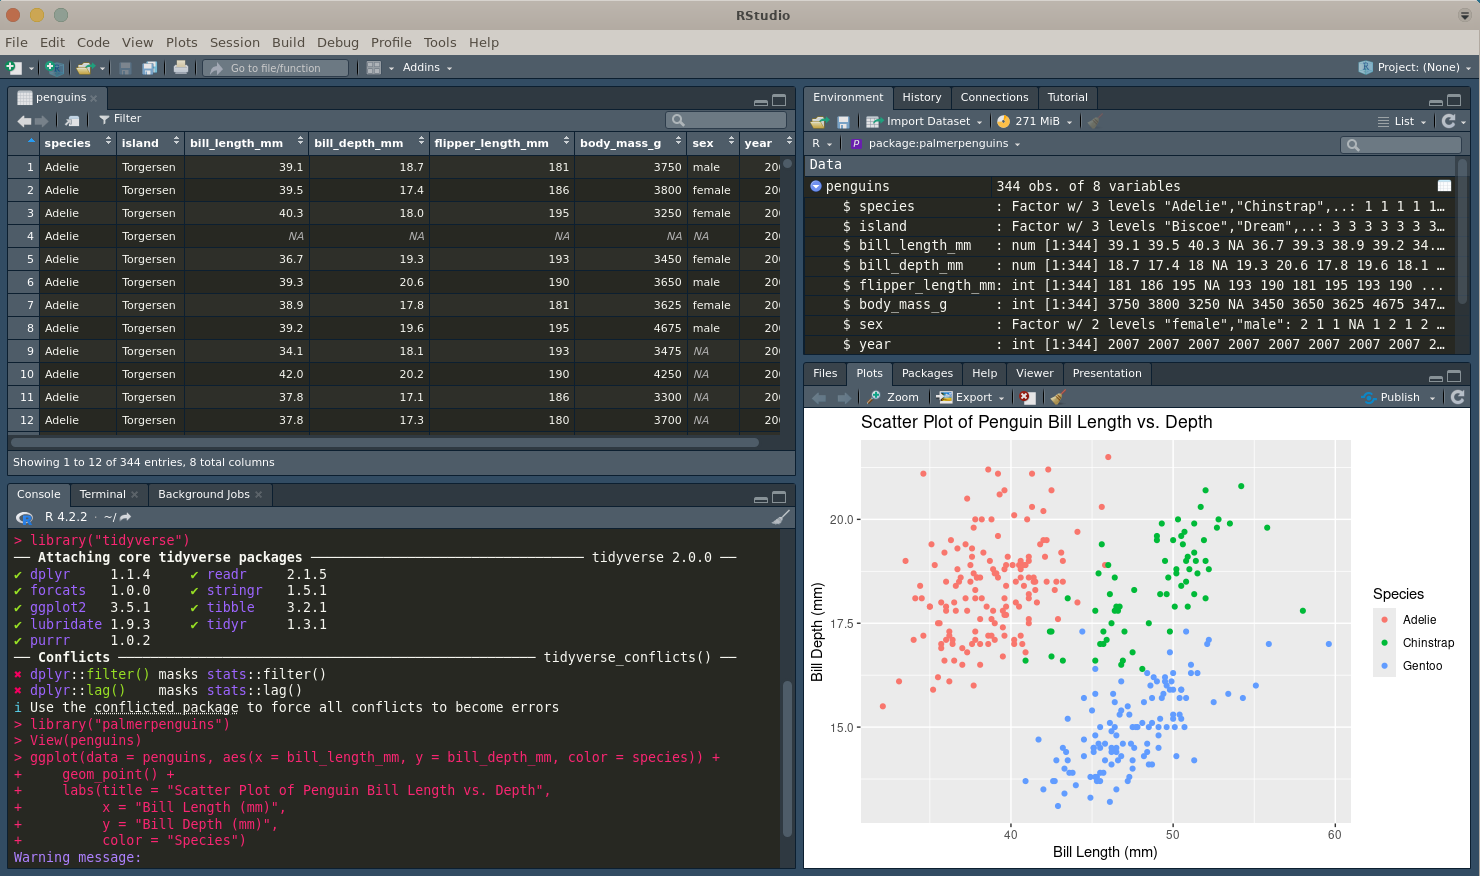 RStudio
File Edit Code View Plots Session Build Debug Profile Tools Help
Go to file/function Addins Project: (None)
penguins
Filter
species island bill_length_mm bill_depth_mm flipper_length_mm body_mass_g sex year
1 Adelie Torgersen 39.1 18.7 181 3750 male 200
2 Adelie Torgersen 39.5 17.4 186 3800 female 200
3 Adelie Torgersen 40.3 18.0 195 3250 female 200
4 Adelie Torgersen NA NA NA NA NA 200
5 Adelie Torgersen 36.7 19.3 193 3450 female 200
6 Adelie Torgersen 39.3 20.6 190 3650 male 200
7 Adelie Torgersen 38.9 17.8 181 3625 female 200
8 Adelie Torgersen 39.2 19.6 195 4675 male 200
9 Adelie Torgersen 34.1 18.1 193 3475 NA 200
10 Adelie Torgersen 42.0 20.2 190 4250 NA 200
11 Adelie Torgersen 37.8 17.1 186 3300 NA 200
12 Adelie Torgersen 37.8 17.3 180 3700 NA 200
Showing 1 to 12 of 344 entries, 8 total columns
Console Terminal Background Jobs
R 4.2.2 · ~/
> library("tidyverse")
── Attaching core tidyverse packages ────────────────────────────────── tidyverse 2.0.0 ──
✔ dplyr 1.1.4 ✔ readr 2.1.5
✔ forcats 1.0.0 ✔ stringr 1.5.1
✔ ggplot2 3.5.1 ✔ tibble 3.2.1
✔ lubridate 1.9.3 ✔ tidyr 1.3.1
✔ purrr 1.0.2
── Conflicts ──────────────────────────────────────────────────── tidyverse_conflicts() ──
✖ dplyr::filter() masks stats::filter()
✖ dplyr::lag() masks stats::lag()
i Use the conflicted package to force all conflicts to become errors
> library("palmerpenguins")
> View(penguins)
> ggplot(data = penguins, aes(x = bill_length_mm, y = bill_depth_mm, color = species)) +
+ geom_point() +
+ labs(title = "Scatter Plot of Penguin Bill Length vs. Depth",
+ x = "Bill Length (mm)",
+ y = "Bill Depth (mm)",
+ color = "Species")
Warning message:
Environment History Connections Tutorial
Import Dataset 271 MiB List
R package:palmerpenguins
Data
penguins 344 obs. of 8 variables
$ species : Factor w/ 3 levels "Adelie","Chinstrap",..: 1 1 1 1 1…
$ island : Factor w/ 3 levels "Biscoe","Dream",..: 3 3 3 3 3 3 3…
$ bill_length_mm : num [1:344] 39.1 39.5 40.3 NA 36.7 39.3 38.9 39.2 34.…
$ bill_depth_mm : num [1:344] 18.7 17.4 18 NA 19.3 20.6 17.8 19.6 18.1 …
$ flipper_length_mm: int [1:344] 181 186 195 NA 193 190 181 195 193 190 ...
$ body_mass_g : int [1:344] 3750 3800 3250 NA 3450 3650 3625 4675 347…
$ sex : Factor w/ 2 levels "female","male": 2 1 1 NA 1 2 1 2 …
$ year : int [1:344] 2007 2007 2007 2007 2007 2007 2007 2007 2…
Files Plots Packages Help Viewer Presentation
Zoom Export Publish
Scatter Plot of Penguin Bill Length vs. Depth
Bill Depth (mm)
20.0
17.5
15.0
40 50 60
Bill Length (mm)
Species
Adelie
Chinstrap
Gentoo